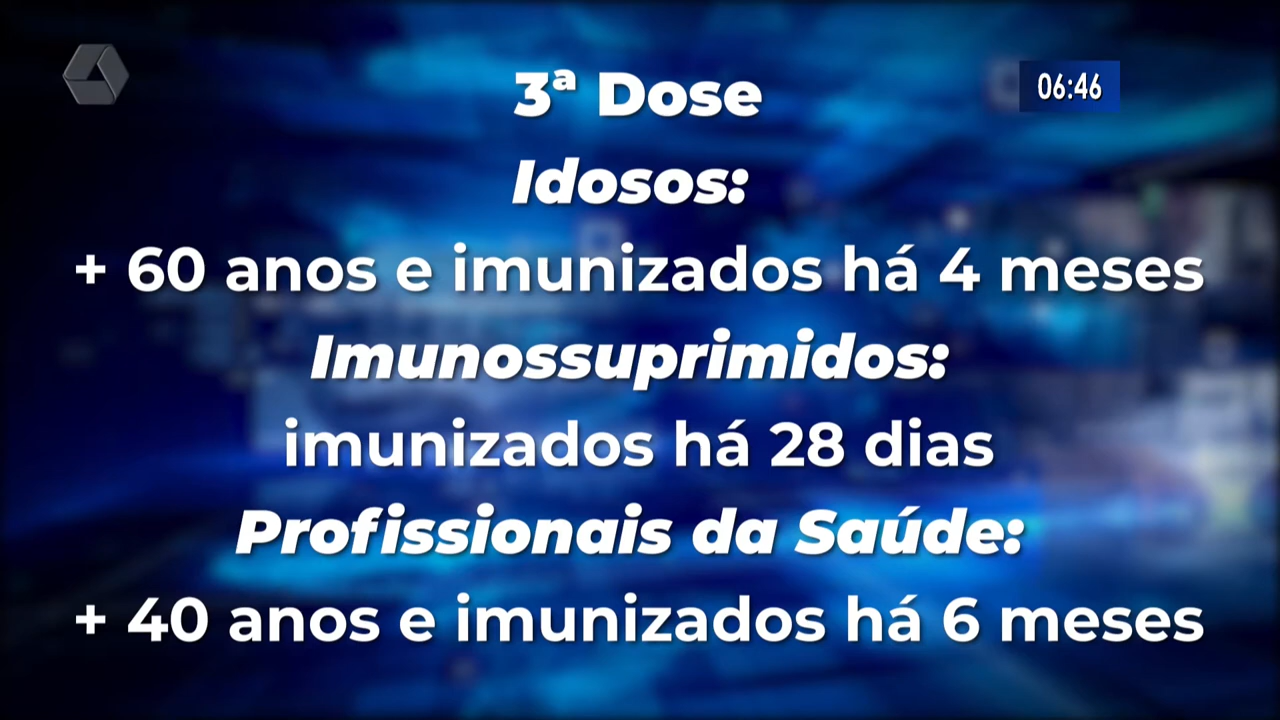 3ª Dose
06:46
Idosos:
+ 60 anos e imunizados há 4 meses
Imunossuprimidos:
imunizados há 28 dias
Profissionais da Saúde:
+ 40 anos e imunizados há 6 meses